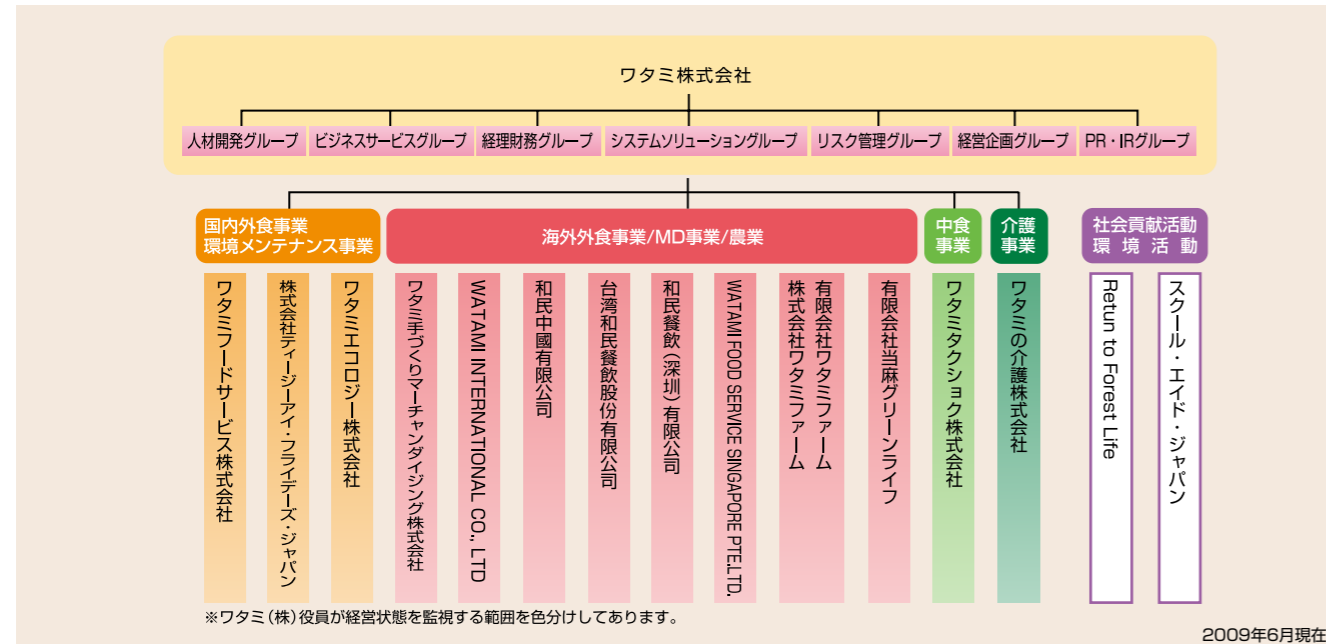 ワタミ株式会社
人材開発グループ
ビジネスサービスグループ
経理財務グループ
システムソリューショングループ
リスク管理グループ
経営企画グループ
PR・IRグループ
国内外食事業
環境メンテナンス事業
海外外食事業/MD事業/農業
中食
事業
介護
事業
社会貢献活動
環境活動
ワタミフードサービス株式会社
株式会社ティージーアイ・フライデーズ・ジャパン
ワタミエコロジー株式会社
ワタミ手づくりマーチャンダイジング株式会社
WATAMI INTERNATIONAL CO., LTD
和民中國有限公司
台湾和民餐飲股份有限公司
和民餐飲(深圳)有限公司
WATAMI FOOD SERVICE SINGAPORE PTE.LTD.
有限会社ワタミファーム
株式会社ワタミファーム
有限会社当麻グリーンライフ
ワタミタクショク株式会社
ワタミの介護株式会社
Retun to Forest Life
スクール・エイド・ジャパン
※ワタミ(株)役員が経営状態を監視する範囲を色分けしてあります。
2009年6月現在